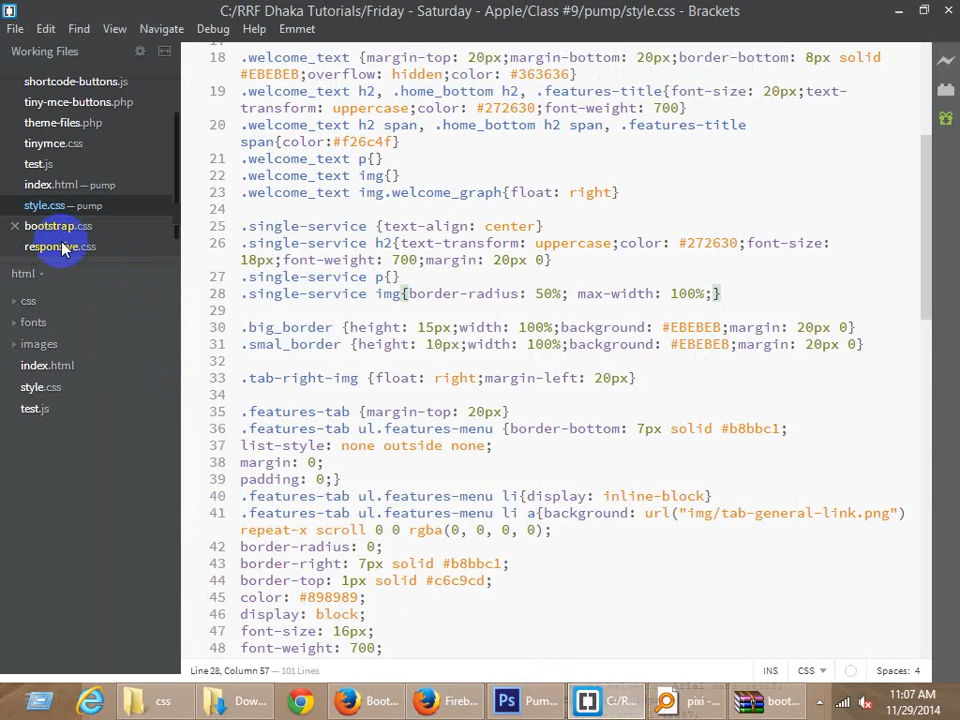 C:/RRF Dhaka Tutorials/Friday - Saturday - Apple/Class #9/pump/style.css - Brackets
File Edit Find View Navigate Debug Help Emmet
Working Files
shortcode-buttons.js
tiny-mce-buttons.php
theme-files.php
tinymce.css
test.js
index.html — pump
style.css — pump
bootstrap.css
responsive.css
html
css
fonts
images
index.html
style.css
test.js
18 .welcome_text {margin-top: 20px;margin-bottom: 20px;border-bottom: 8px solid
#EBEBEB;overflow: hidden;color: #363636}
19 .welcome_text h2, .home_bottom h2, .features-title{font-size: 20px;text-
transform: uppercase;color: #272630;font-weight: 700}
20 .welcome_text h2 span, .home_bottom h2 span, .features-title
span{color:#f26c4f}
21 .welcome_text p{}
22 .welcome_text img{}
23 .welcome_text img.welcome_graph{float: right}
24
25 .single-service {text-align: center}
26 .single-service h2{text-transform: uppercase;color: #272630;font-size:
18px;font-weight: 700;margin: 20px 0}
27 .single-service p{}
28 .single-service img{border-radius: 50%; max-width: 100%;}
29
30 .big_border {height: 15px;width: 100%;background: #EBEBEB;margin: 20px 0}
31 .smal_border {height: 10px;width: 100%;background: #EBEBEB;margin: 20px 0}
32
33 .tab-right-img {float: right;margin-left: 20px}
34
35 .features-tab {margin-top: 20px}
36 .features-tab ul.features-menu {border-bottom: 7px solid #b8bbc1;
37 list-style: none outside none;
38 margin: 0;
39 padding: 0;}
40 .features-tab ul.features-menu li{display: inline-block}
41 .features-tab ul.features-menu li a{background: url("img/tab-general-link.png")
repeat-x scroll 0 0 rgba(0, 0, 0, 0);
42 border-radius: 0;
43 border-right: 7px solid #b8bbc1;
44 border-top: 1px solid #c6c9cd;
45 color: #898989;
46 display: block;
47 font-size: 16px;
48 font-weight: 700;
Line 28, Column 57 — 101 Lines
INS CSS Spaces: 4
css Dow... Boot... Fireb... Pum... C:/R... pixi - ... boot...
11:07 AM
11/29/2014